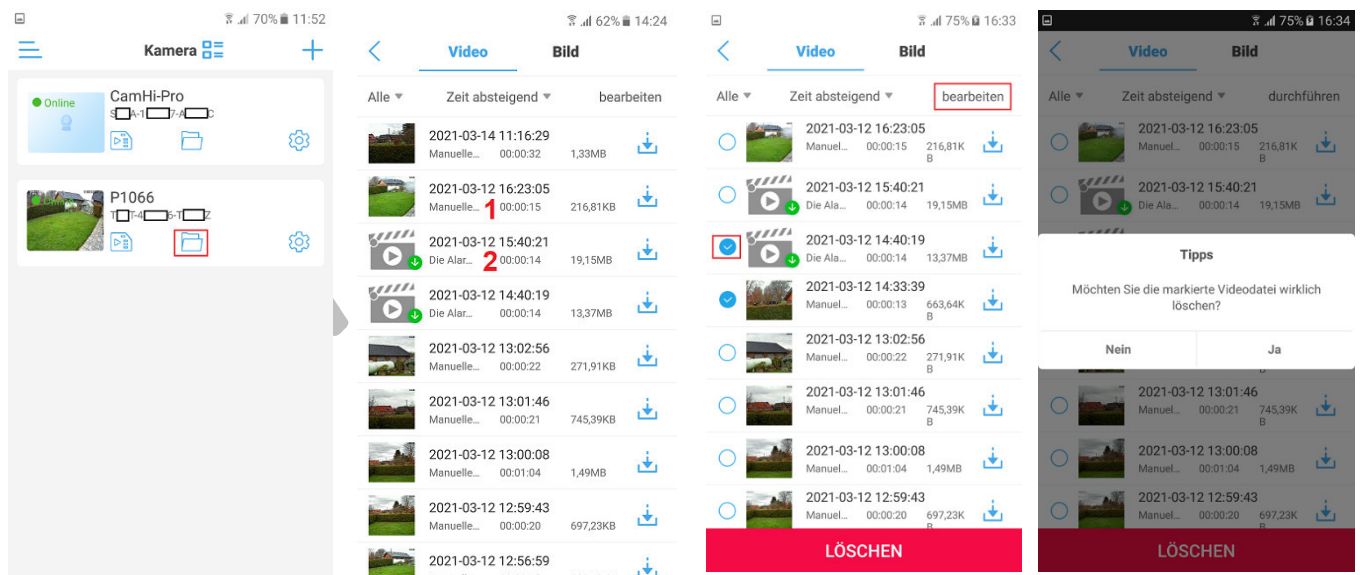 70% 11:52
Kamera
Online
CamHi-Pro
P1066
62% 14:24
Video Bild
Alle Zeit absteigend bearbeiten
2021-03-14 11:16:29
Manuelle... 00:00:32 1,33MB
2021-03-12 16:23:05
Manuelle... 1 00:00:15 216,81KB
2021-03-12 15:40:21
Die Alar... 2 00:00:14 19,15MB
2021-03-12 14:40:19
Die Alar... 00:00:14 13,37MB
2021-03-12 13:02:56
Manuelle... 00:00:22 271,91KB
2021-03-12 13:01:46
Manuelle... 00:00:21 745,39KB
2021-03-12 13:00:08
Manuelle... 00:01:04 1,49MB
2021-03-12 12:59:43
Manuelle... 00:00:20 697,23KB
2021-03-12 12:56:59
75% 16:33
Video Bild
Alle Zeit absteigend bearbeiten
2021-03-12 16:23:05
Manuel... 00:00:15 216,81K
B
2021-03-12 15:40:21
Die Ala... 00:00:14 19,15MB
2021-03-12 14:40:19
Die Ala... 00:00:14 13,37MB
2021-03-12 14:33:39
Manuel... 00:00:13 663,64K
B
2021-03-12 13:02:56
Manuel... 00:00:22 271,91K
B
2021-03-12 13:01:46
Manuel... 00:00:21 745,39K
B
2021-03-12 13:00:08
Manuel... 00:01:04 1,49MB
2021-03-12 12:59:43
Manuel... 00:00:20 697,23K
B
LÖSCHEN
75% 16:34
Video Bild
Alle Zeit absteigend durchführen
2021-03-12 16:23:05
Manuel... 00:00:15 216,81K
B
2021-03-12 15:40:21
Die Ala... 00:00:14 19,15MB
Tipps
Möchten Sie die markierte Videodatei wirklich
löschen?
Nein Ja
2021-03-12 13:01:46
Manuel... 00:00:21 745,39K
B
2021-03-12 13:00:08
Manuel... 00:01:04 1,49MB
2021-03-12 12:59:43
Manuel... 00:00:20 697,23K
B
LÖSCHEN